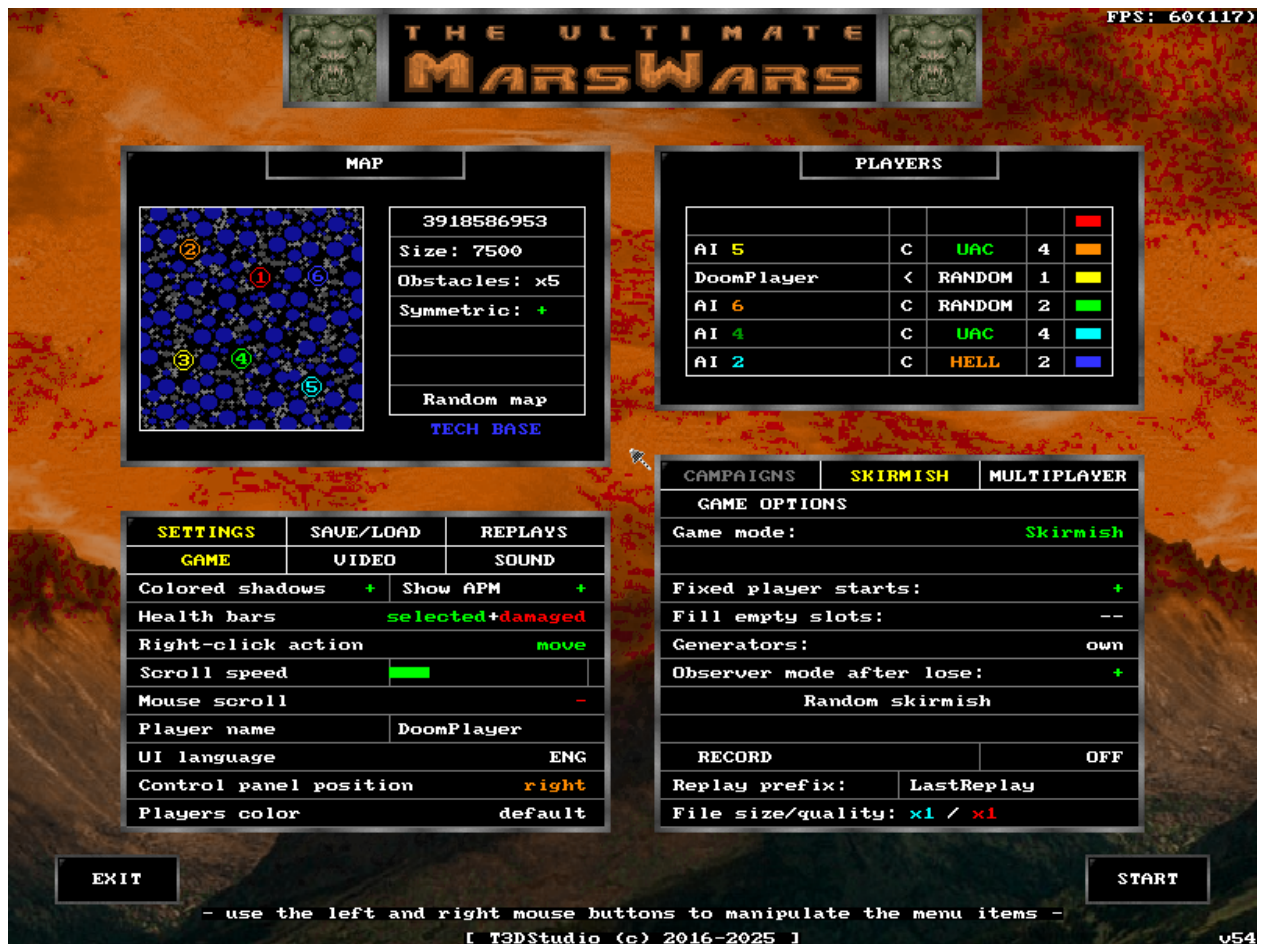 FPS: 60(117)
THE ULTIMATE
MARSWARS
MAP
2
1
6
3
4
5
3918586953
Size: 7500
Obstacles: x5
Symmetric: +
Random map
TECH BASE
PLAYERS
AI 5 C UAC 4
DoomPlayer < RANDOM 1
AI 6 C RANDOM 2
AI 4 C UAC 4
AI 2 C HELL 2
SETTINGS SAVE/LOAD REPLAYS
GAME VIDEO SOUND
Colored shadows + Show APM +
Health bars selected+damaged
Right-click action move
Scroll speed
Mouse scroll -
Player name DoomPlayer
UI language ENG
Control panel position right
Players color default
CAMPAIGNS SKIRMISH MULTIPLAYER
GAME OPTIONS
Game mode: Skirmish
Fixed player starts: +
Fill empty slots: --
Generators: own
Observer mode after lose: +
Random skirmish
RECORD OFF
Replay prefix: LastReplay
File size/quality: x1 / x1
EXIT
START
- use the left and right mouse buttons to manipulate the menu items -
[ T3DStudio (c) 2016-2025 ]
v54